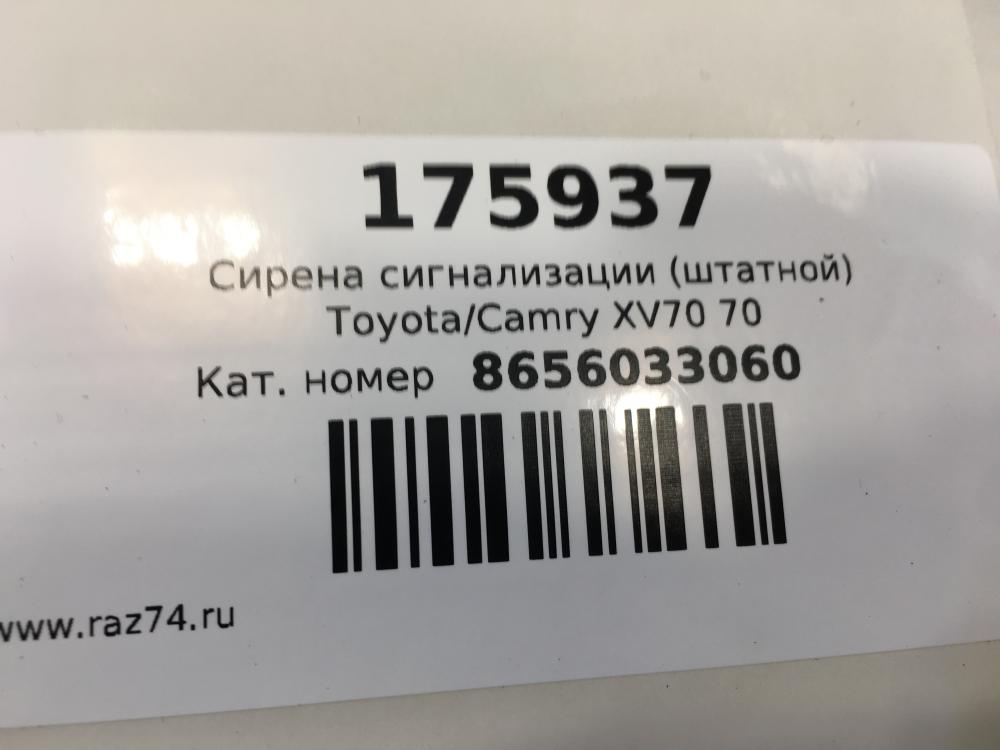 175937
Сирена сигнализации (штатной)
Toyota/Camry XV70 70
Кат. номер 8656033060
www.raz74.ru